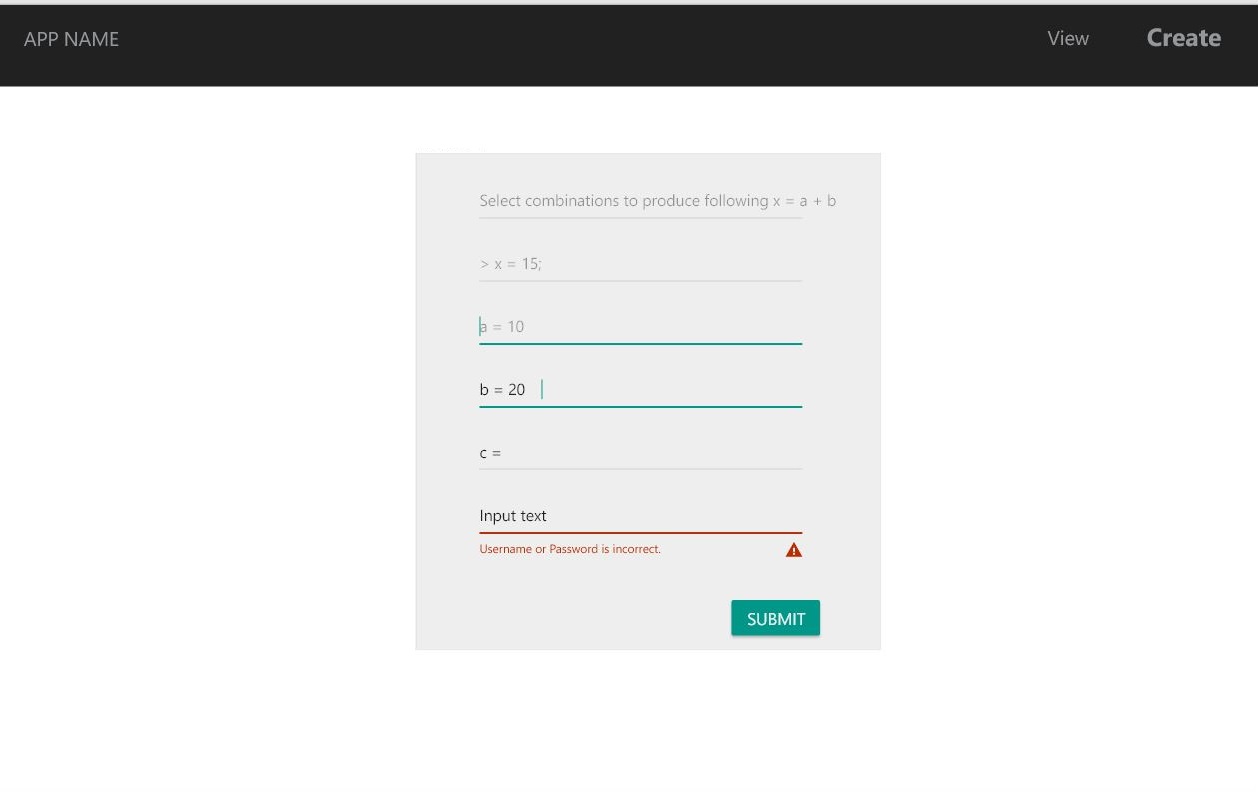 APP NAME
View
Create
Select combinations to produce following x = a + b
> x = 15;
a = 10
b = 20
c =
Input text
Username or Password is incorrect.
SUBMIT